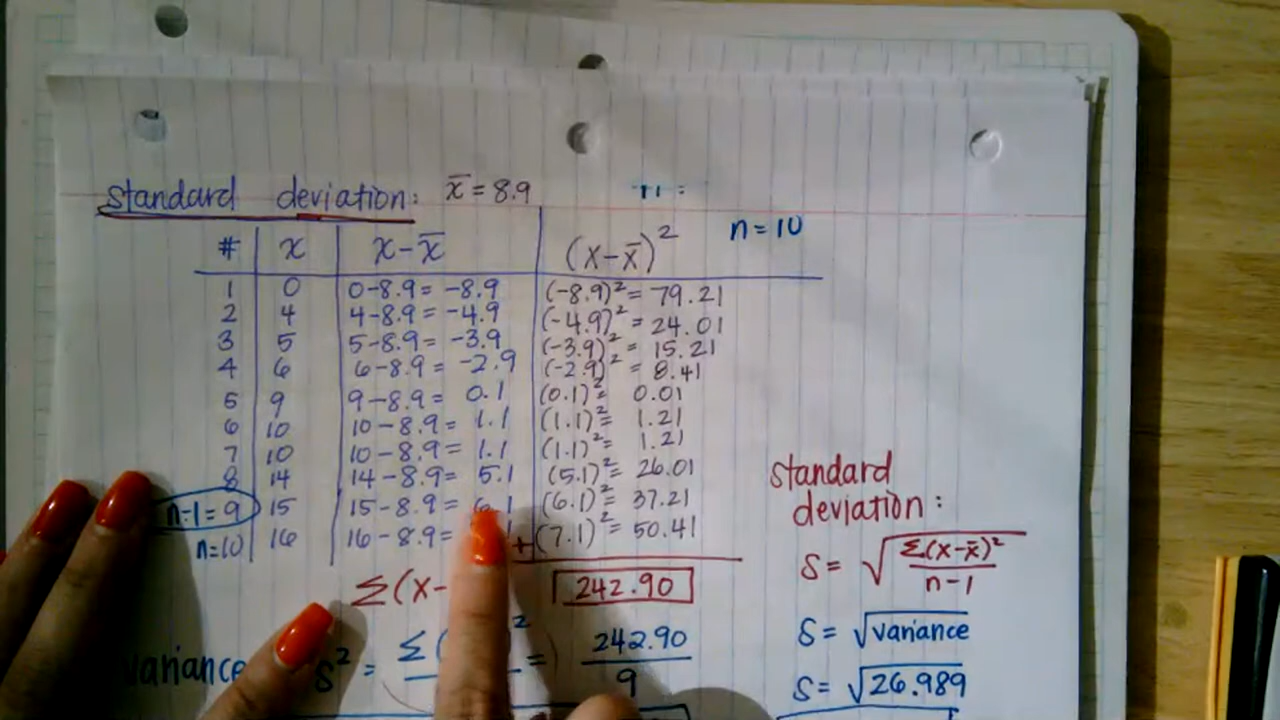 standard deviation: x̄ = 8.9
n = 10
# x x-x̄ (x-x̄)²
1 0 0-8.9= -8.9 (-8.9)²= 79.21
2 4 4-8.9= -4.9 (-4.9)²= 24.01
3 5 5-8.9= -3.9 (-3.9)²= 15.21
4 6 6-8.9= -2.9 (-2.9)²= 8.41
5 9 9-8.9= 0.1 (0.1)²= 0.01
6 10 10-8.9= 1.1 (1.1)²= 1.21
7 10 10-8.9= 1.1 (1.1)²= 1.21
8 14 14-8.9= 5.1 (5.1)²= 26.01
n-1=9 15 15-8.9= 6.1 (6.1)²= 37.21
n=10 16 16-8.9= +(7.1)²= 50.41
Σ(x- 242.90
variance s² = Σ( ² = 242.90/9
standard
deviation:
s = √(Σ(x-x̄)²/n-1)
s = √variance
s = √26.989